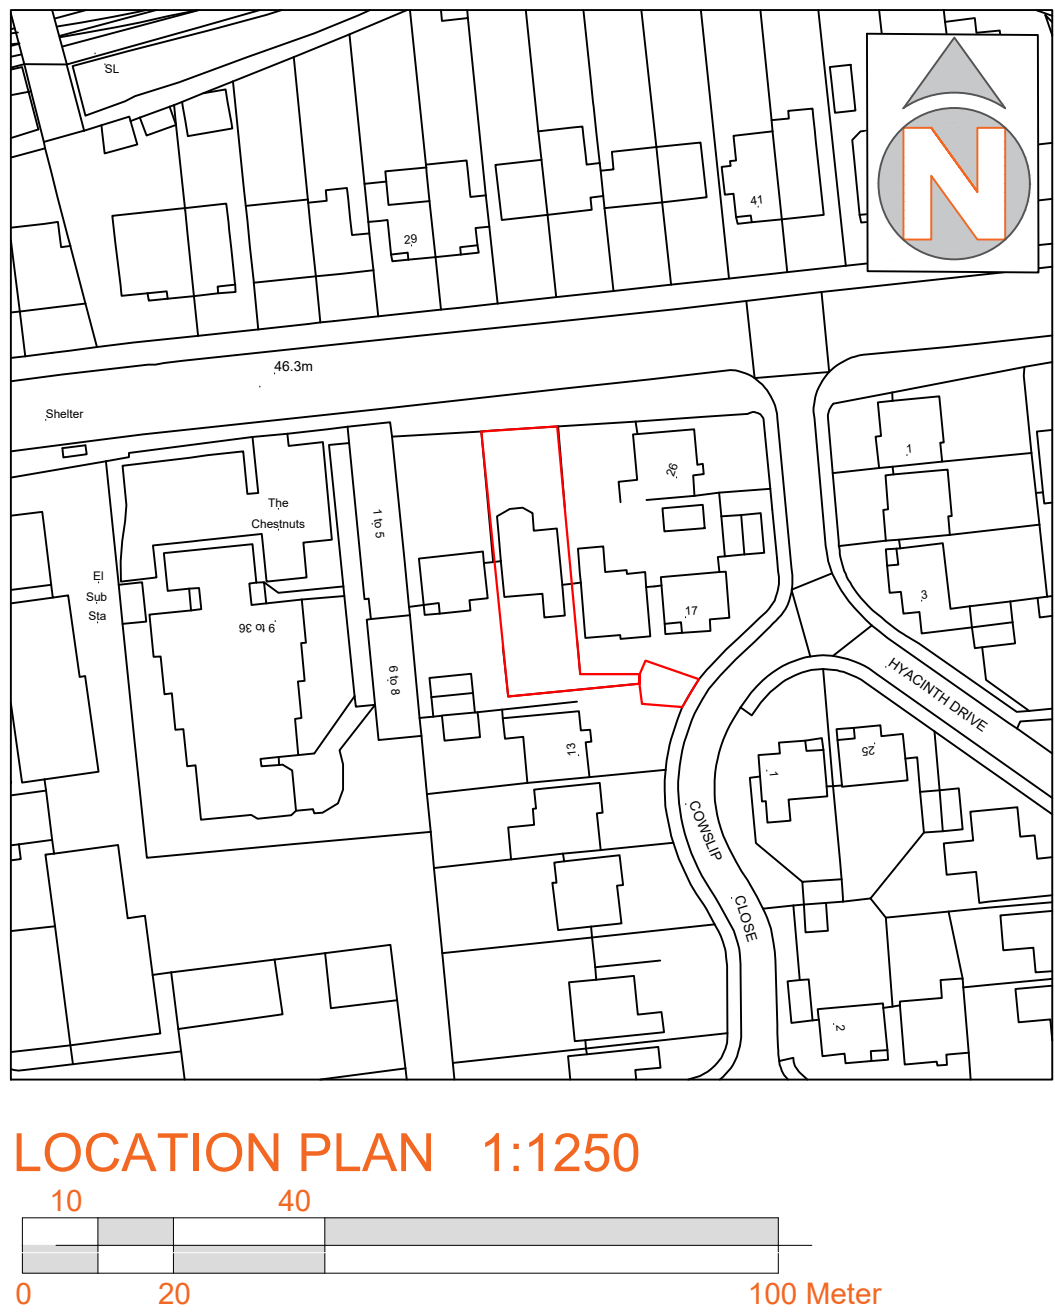 SL
N
41
29
46.3m
Shelter
1
26
The
Chestnuts
1 to 5
El
Sub
Sta
3
17
9 to 36
6 to 8
HYACINTH DRIVE
13
25
1
COWSLIP
CLOSE
2
LOCATION PLAN 1:1250
10 40
0 20 100 Meter